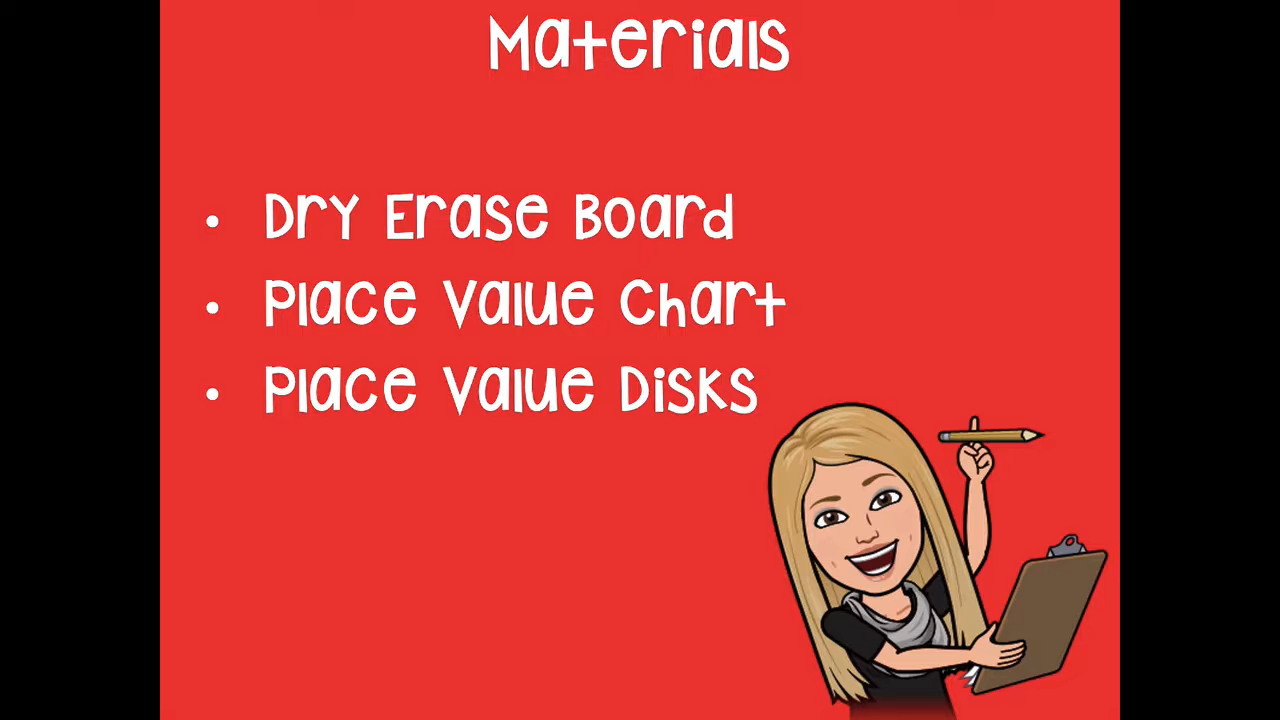 Materials
• Dry Erase Board
• Place Value Chart
• Place Value Disks